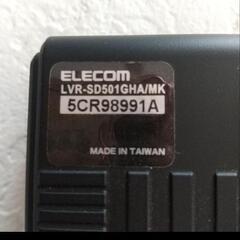 ELECOM
LVR-SD501GHA/MK
5CR98991A
MADE IN TAIWAN